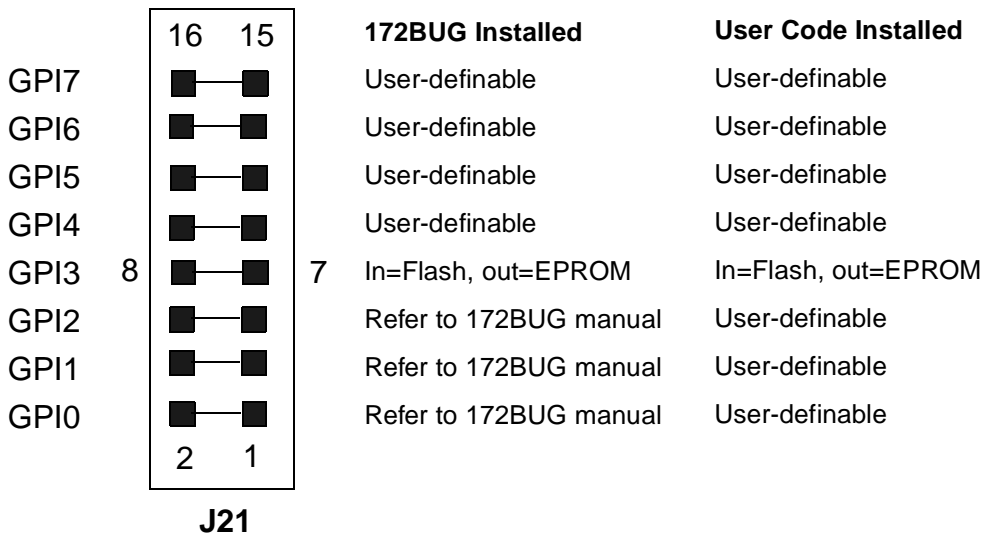 16 15 172BUG Installed User Code Installed
GPI7 User-definable User-definable
GPI6 User-definable User-definable
GPI5 User-definable User-definable
GPI4 User-definable User-definable
GPI3 8 7 In=Flash, out=EPROM In=Flash, out=EPROM
GPI2 Refer to 172BUG manual User-definable
GPI1 Refer to 172BUG manual User-definable
GPI0 Refer to 172BUG manual User-definable
2 1
J21